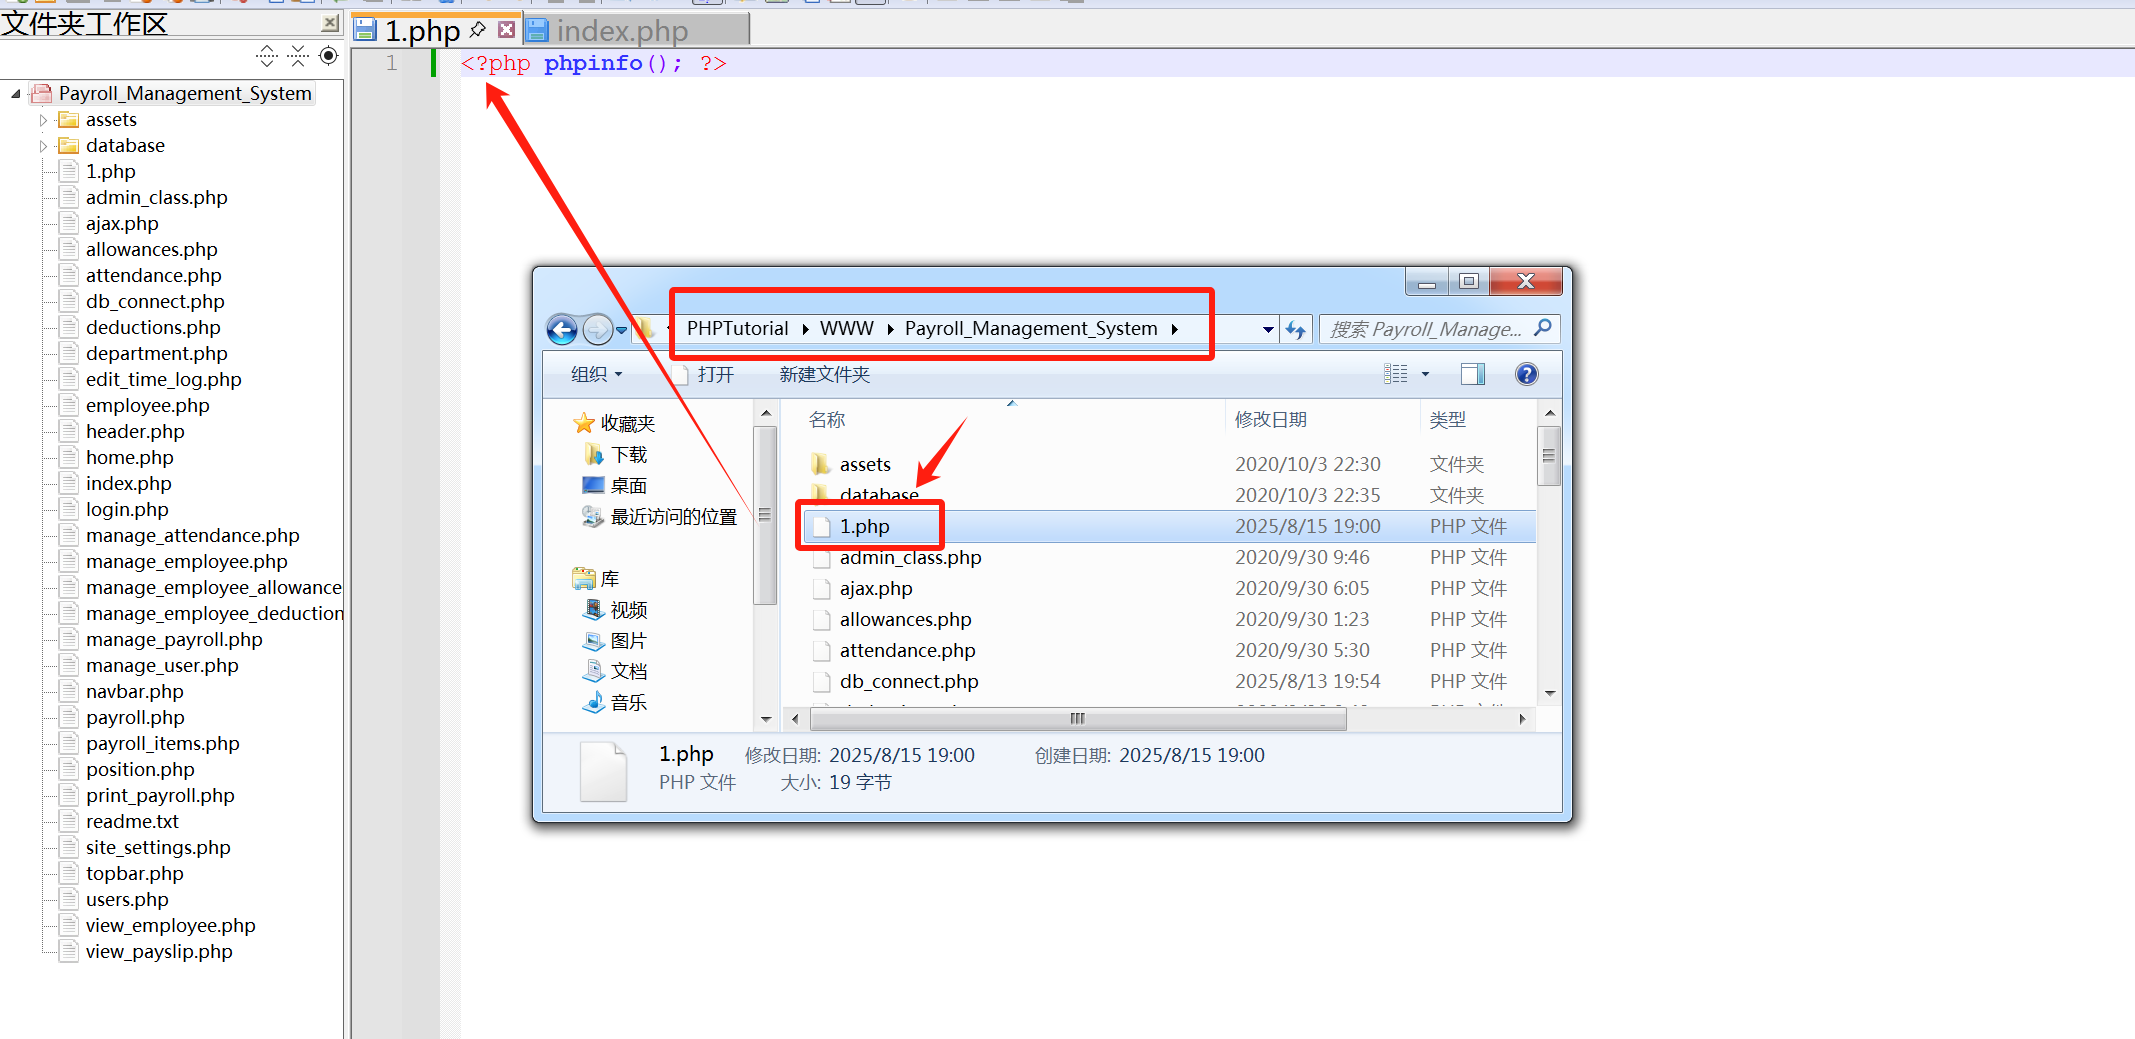 文件夹工作区
1.php
index.php
1
<?php phpinfo(); ?>
Payroll_Management_System
assets
database
1.php
admin_class.php
ajax.php
allowances.php
attendance.php
db_connect.php
deductions.php
department.php
edit_time_log.php
employee.php
header.php
home.php
index.php
login.php
manage_attendance.php
manage_employee.php
manage_employee_allowance
manage_employee_deduction
manage_payroll.php
manage_user.php
navbar.php
payroll.php
payroll_items.php
position.php
print_payroll.php
readme.txt
site_settings.php
topbar.php
users.php
view_employee.php
view_payslip.php
PHPTutorial WWW Payroll_Management_System
搜索 Payroll_Manage...
组织 打开 新建文件夹
收藏夹
下载
桌面
最近访问的位置
库
视频
图片
文档
音乐
名称 修改日期 类型
assets 2020/10/3 22:30 文件夹
database 2020/10/3 22:35 文件夹
1.php 2025/8/15 19:00 PHP 文件
admin_class.php 2020/9/30 9:46 PHP 文件
ajax.php 2020/9/30 6:05 PHP 文件
allowances.php 2020/9/30 1:23 PHP 文件
attendance.php 2020/9/30 5:30 PHP 文件
db_connect.php 2025/8/13 19:54 PHP 文件
1.php 修改日期: 2025/8/15 19:00 创建日期: 2025/8/15 19:00
PHP 文件 大小: 19 字节